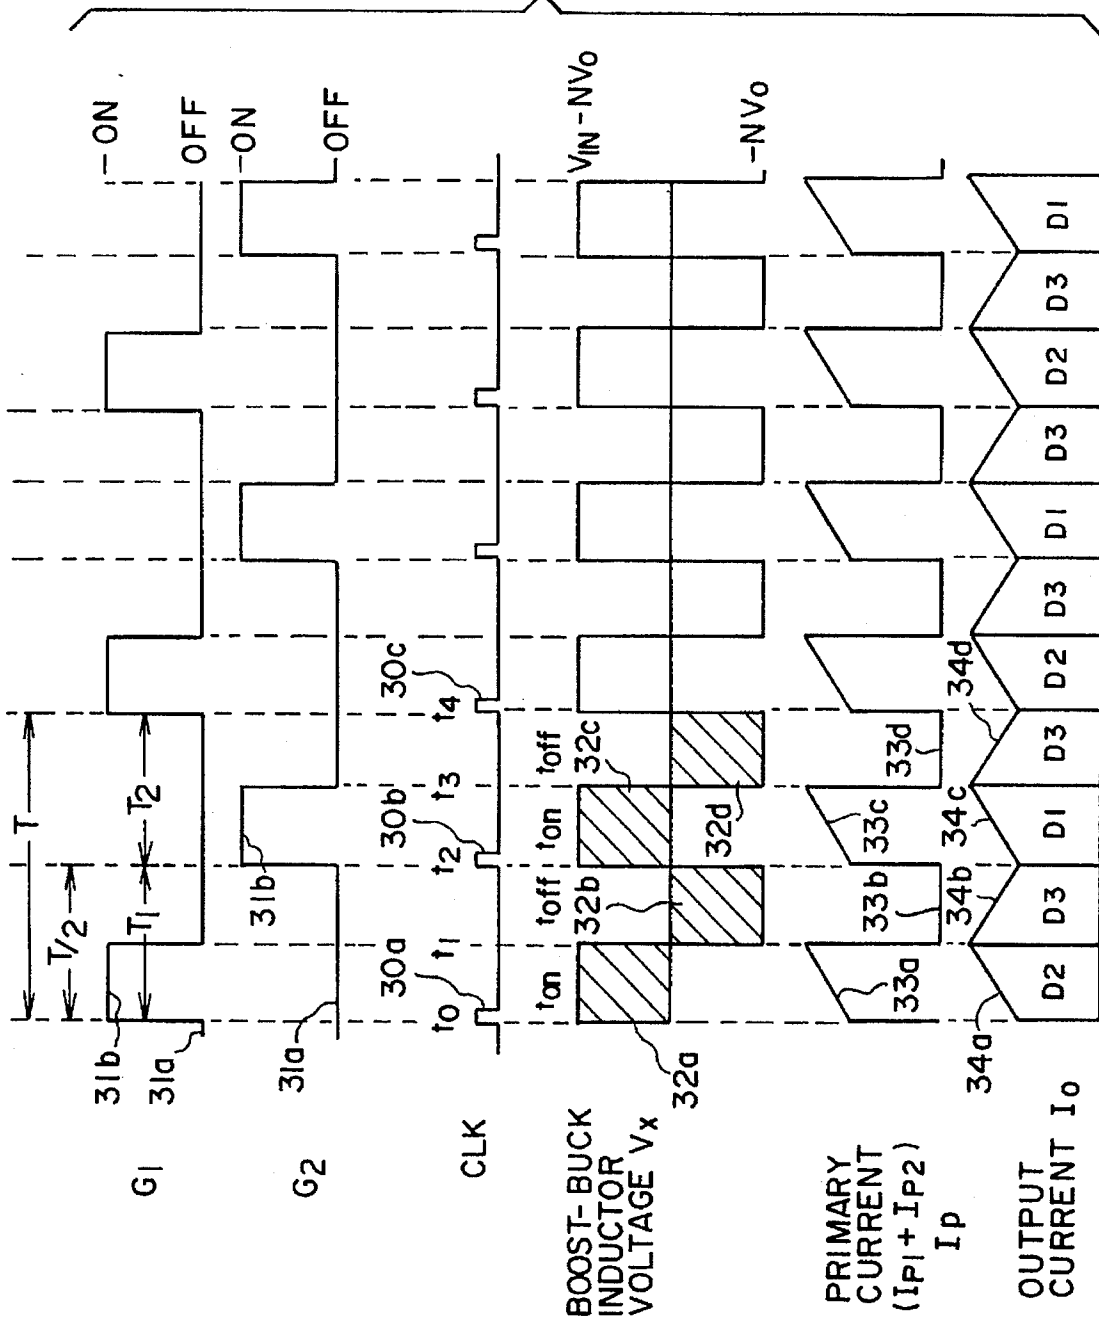 T
T/2
T1
T2
ON
OFF
31b
31a
G1
ON
OFF
31b
31a
G2
30a
30b
30c
t0
t1
t2
t3
t4
CLK
ton
toff
ton
toff
VIN-NVo
-NVo
32a
32b
32c
32d
BOOST-BUCK
INDUCTOR
VOLTAGE Vx
33a
33b
33c
33d
PRIMARY
CURRENT
(IP1+IP2)
Ip
34a
34b
34c
34d
OUTPUT
CURRENT Io
D2
D3
D1
D3
D2
D3
D1
D3
D2
D3
D1